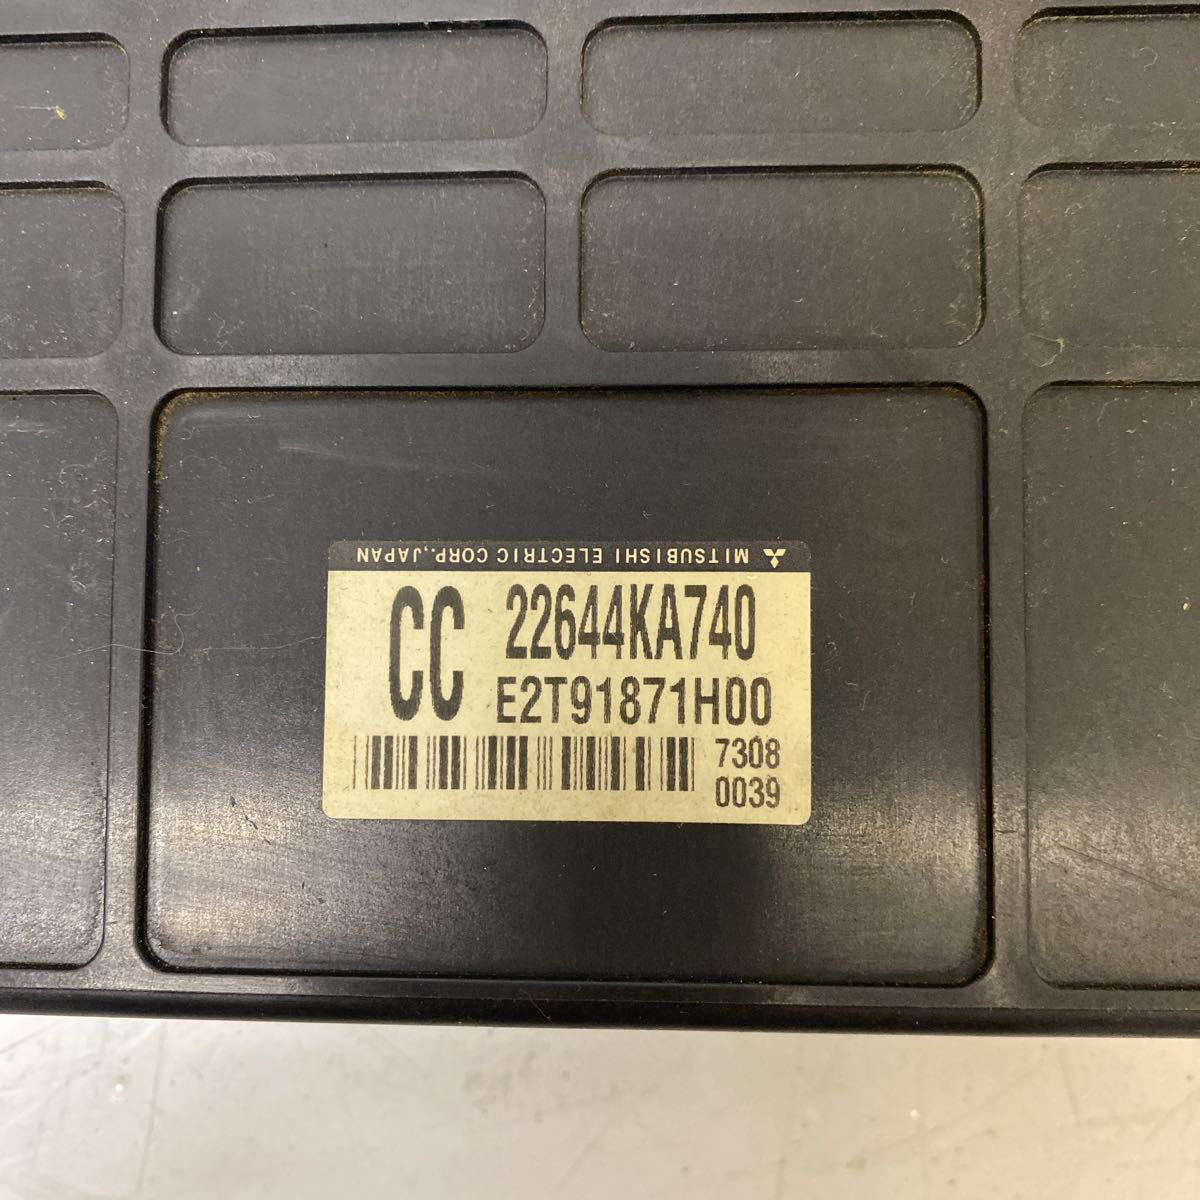 MITSUBISHI ELECTRIC CORP., JAPAN
CC 22644KA740
E2T91871H00
7308
0039